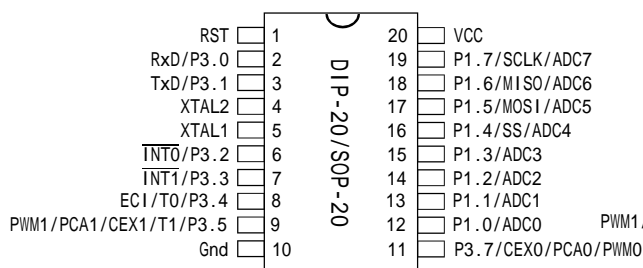 RST 1 20 VCC
RxD/P3.0 2 19 P1.7/SCLK/ADC7
TxD/P3.1 3 18 P1.6/MISO/ADC6
XTAL2 4 17 P1.5/MOSI/ADC5
XTAL1 5 16 P1.4/SS/ADC4
INT0/P3.2 6 15 P1.3/ADC3
INT1/P3.3 7 14 P1.2/ADC2
ECI/T0/P3.4 8 13 P1.1/ADC1
PWM1/PCA1/CEX1/T1/P3.5 9 12 P1.0/ADC0 PWM1/
Gnd 10 11 P3.7/CEX0/PCA0/PWM0
DIP-20/SOP-20